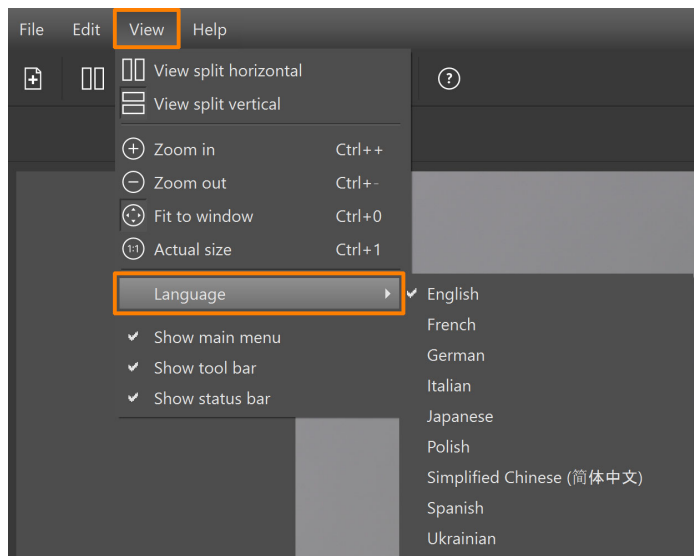 File Edit View Help
View split horizontal
View split vertical
Zoom in Ctrl++
Zoom out Ctrl+-
Fit to window Ctrl+0
1:1 Actual size Ctrl+1
Language
Show main menu
Show tool bar
Show status bar
English
French
German
Italian
Japanese
Polish
Simplified Chinese (简体中文)
Spanish
Ukrainian